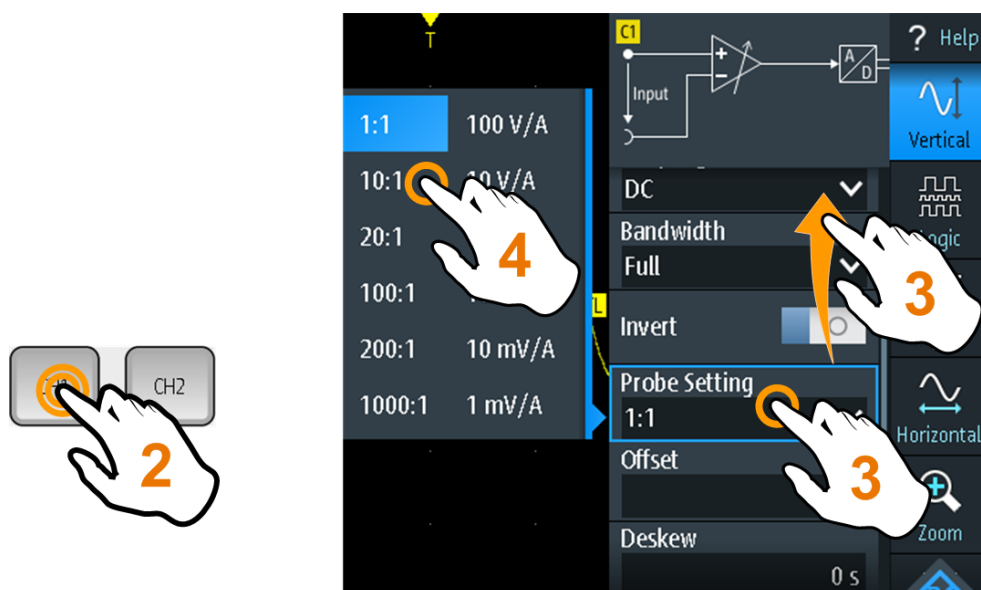 T
1:1 100 V/A
10:1 10 V/A
20:1
100:1
200:1 10 mV/A
1000:1 1 mV/A
4
CH2
2
C1
Input
A
D
DC
Bandwidth
Full
Invert
Probe Setting
1:1
Offset
Deskew
0 s
3
3
? Help
Vertical
Horizontal
Zoom